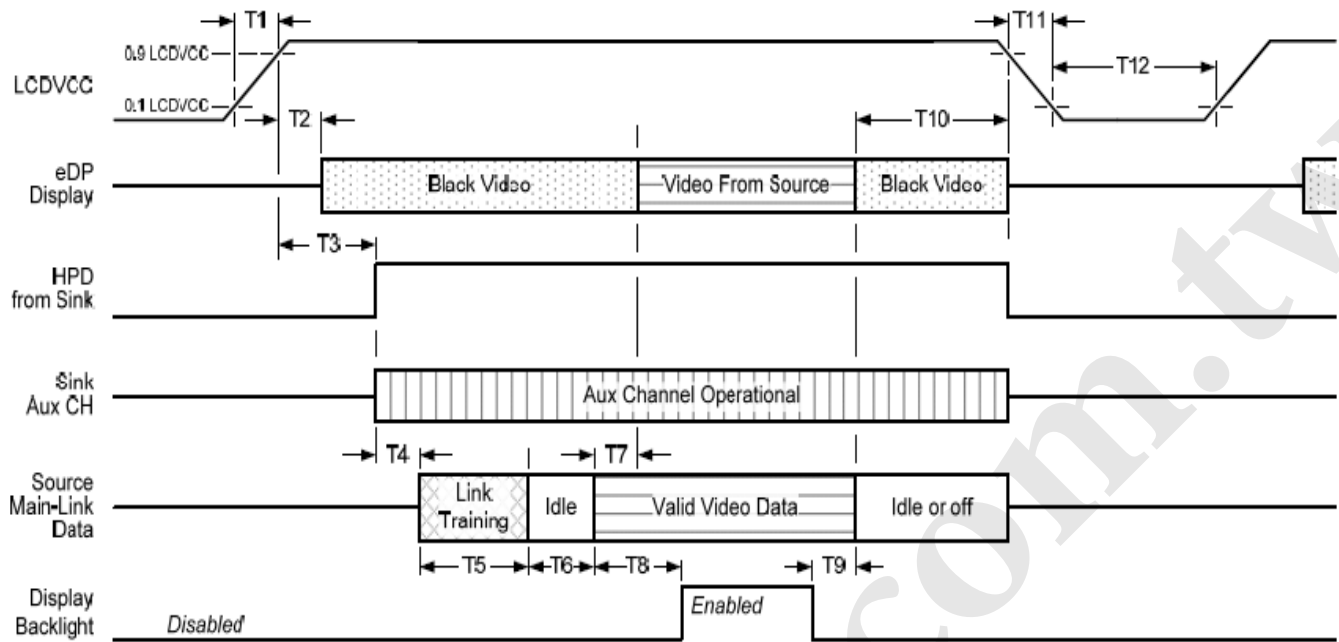 T1
T11
0.9 LCDVCC
LCDVCC
T12
0.1 LCDVCC
T2
T10
eDP
Display
Black Video
Video From Source
Black Video
T3
HPD
from Sink
Sink
Aux CH
Aux Channel Operational
T4
T7
Source
Main-Link
Data
Link
Training
Idle
Valid Video Data
Idle or off
T5
T6
T8
T9
Display
Backlight
Disabled
Enabled
com.tw